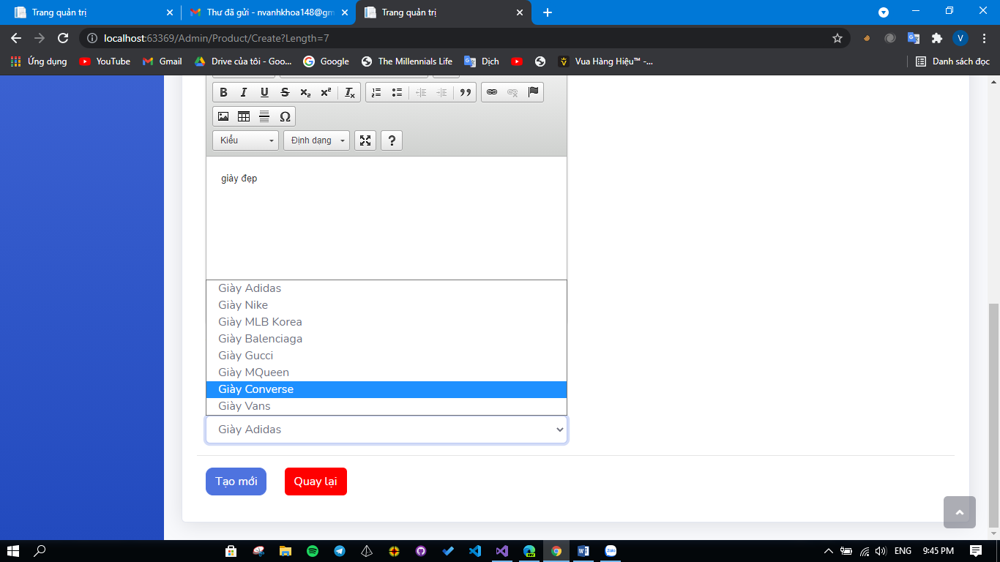 Trang quản trị
Thư đã gửi - nvanhkhoa148@gm
Trang quản trị
localhost:63369/Admin/Product/Create?Length=7
V
Ứng dụng
YouTube
Gmail
Drive của tôi - Goo...
Google
The Millennials Life
Dịch
Vua Hàng Hiệu™ -...
Danh sách đọc
B I U S x₂ x² Tx
Ω
Kiểu
Định dạng
?
giày đẹp
Giày Adidas
Giày Nike
Giày MLB Korea
Giày Balenciaga
Giày Gucci
Giày MQueen
Giày Converse
Giày Vans
Giày Adidas
Tạo mới
Quay lại
ENG
9:45 PM